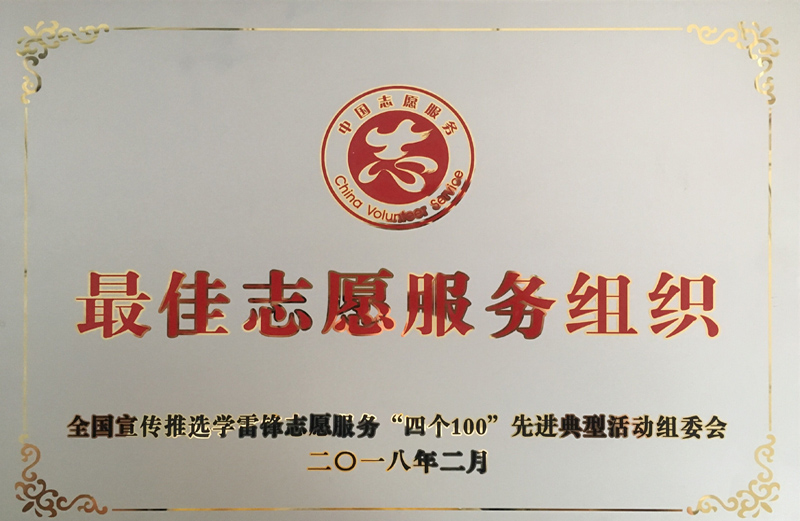 中国志愿服务
志
China Volunteer Service
最佳志愿服务组织
全国宣传推选学雷锋志愿服务“四个100”先进典型活动组委会
二〇一八年二月